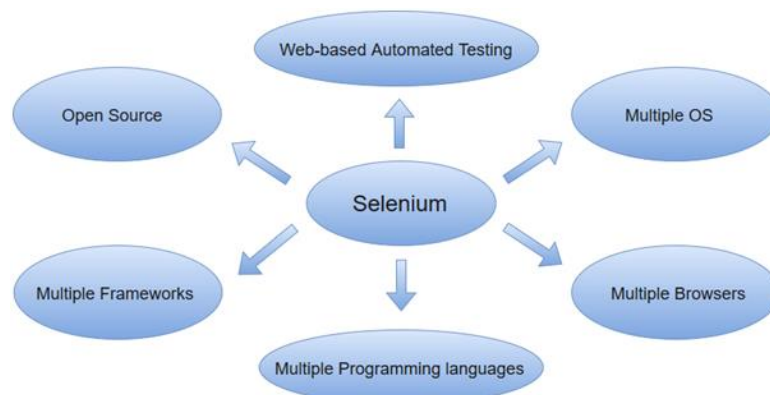 Web-based Automated Testing
Open Source
Multiple OS
Selenium
Multiple Frameworks
Multiple Browsers
Multiple Programming languages